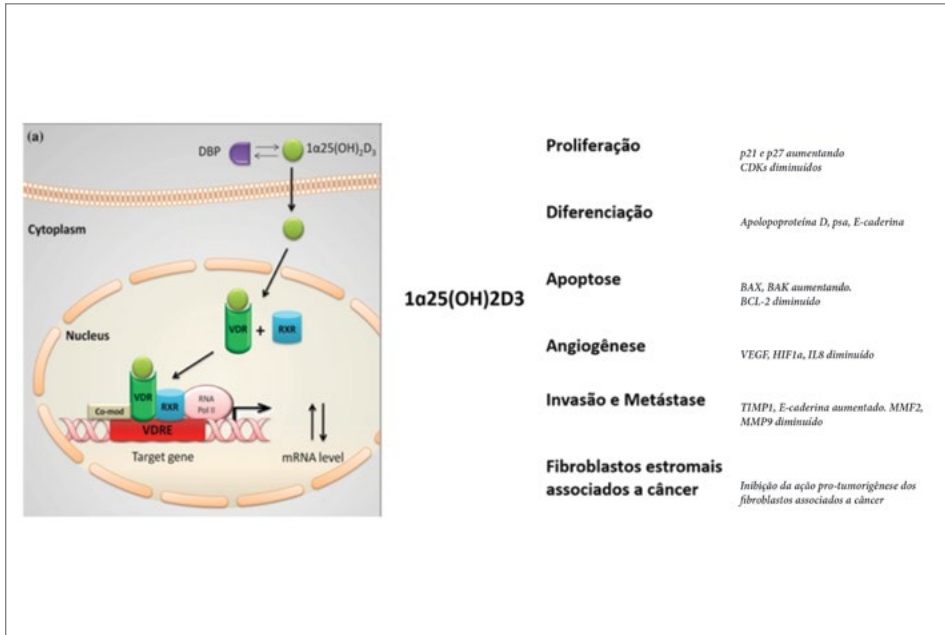 (a)
DBP
1α25(OH)₂D₃
Cytoplasm
Nucleus
VDR
+
RXR
VDR
RXR
RNA
Pol II
Co-mod
VDRE
Target gene
mRNA level
1α25(OH)2D3
Proliferação
p21 e p27 aumentando
CDKs diminuídos
Diferenciação
Apolopoproteína D, psa, E-caderina
Apoptose
BAX, BAK aumentando.
BCL-2 diminuído
Angiogênese
VEGF, HIF1a, IL8 diminuído
Invasão e Metástase
TIMP1, E-caderina aumentado. MMF2,
MMP9 diminuído
Fibroblastos estromais
associados a câncer
Inibição da ação pro-tumorigênese dos
fibroblastos associados a câncer